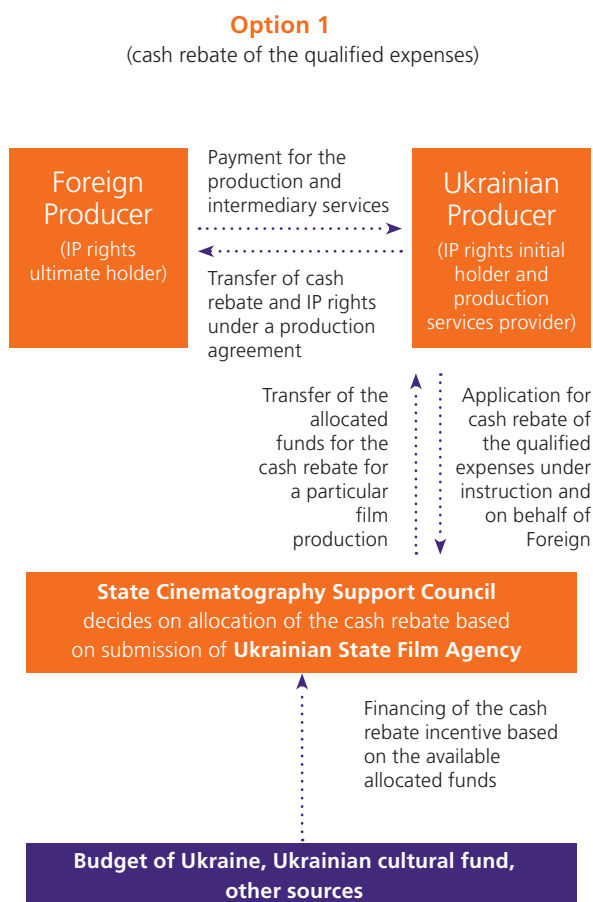 Option 1
(cash rebate of the qualified expenses)
Foreign
Producer
(IP rights
ultimate holder)
Payment for the
production and
intermediary services
Transfer of cash
rebate and IP rights
under a production
agreement
Ukrainian
Producer
(IP rights initial
holder and
production
services provider)
Transfer of the
allocated
funds for the
cash rebate for
a particular
film
production
Application for
cash rebate of
the qualified
expenses under
instruction and
on behalf of
Foreign
State Cinematography Support Council
decides on allocation of the cash rebate based
on submission of Ukrainian State Film Agency
Financing of the cash
rebate incentive based
on the available
allocated funds
Budget of Ukraine, Ukrainian cultural fund,
other sources